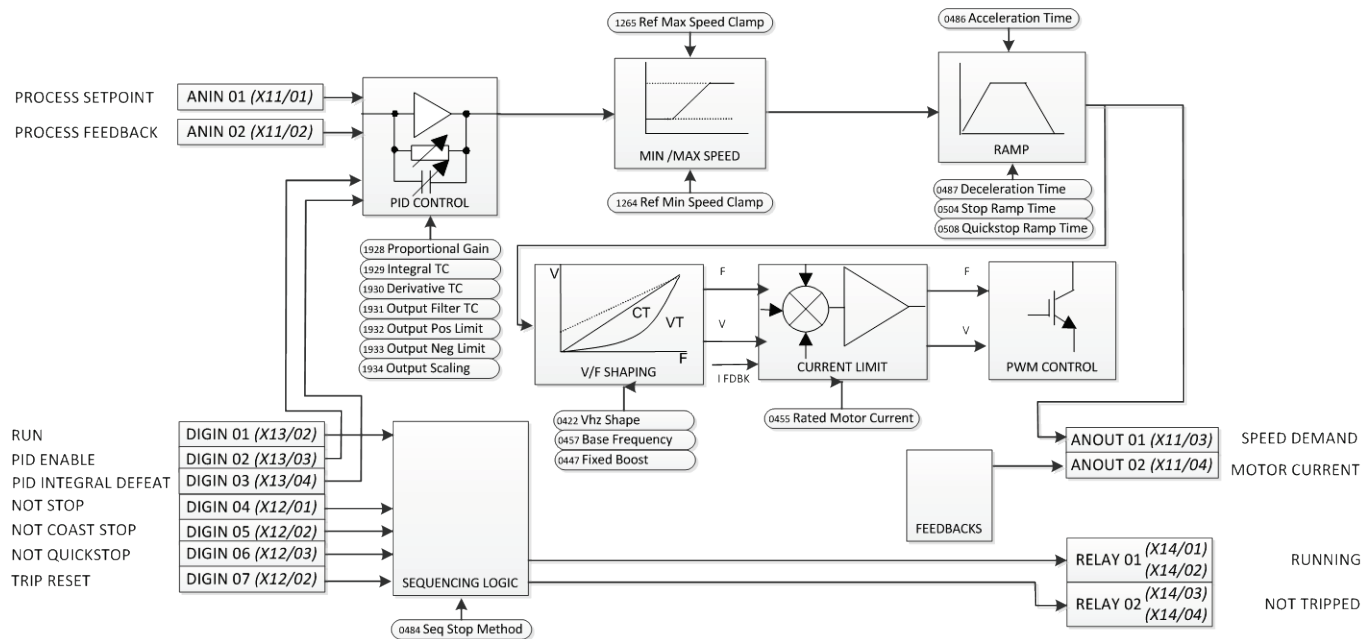 1265 Ref Max Speed Clamp
0486 Acceleration Time
PROCESS SETPOINT
ANIN 01 (X11/01)
PROCESS FEEDBACK
ANIN 02 (X11/02)
PID CONTROL
MIN /MAX SPEED
RAMP
1264 Ref Min Speed Clamp
0487 Deceleration Time
0504 Stop Ramp Time
0508 Quickstop Ramp Time
1928 Proportional Gain
1929 Integral TC
1930 Derivative TC
1931 Output Filter TC
1932 Output Pos Limit
1933 Output Neg Limit
1934 Output Scaling
V
CT
VT
F
V/F SHAPING
F
V
I FDBK
CURRENT LIMIT
F
V
PWM CONTROL
0422 Vhz Shape
0457 Base Frequency
0447 Fixed Boost
0455 Rated Motor Current
RUN
DIGIN 01 (X13/02)
PID ENABLE
DIGIN 02 (X13/03)
PID INTEGRAL DEFEAT
DIGIN 03 (X13/04)
NOT STOP
DIGIN 04 (X12/01)
NOT COAST STOP
DIGIN 05 (X12/02)
NOT QUICKSTOP
DIGIN 06 (X12/03)
TRIP RESET
DIGIN 07 (X12/02)
SEQUENCING LOGIC
0484 Seq Stop Method
FEEDBACKS
ANOUT 01 (X11/03)
SPEED DEMAND
ANOUT 02 (X11/04)
MOTOR CURRENT
RELAY 01 (X14/01)
(X14/02)
RUNNING
RELAY 02 (X14/03)
(X14/04)
NOT TRIPPED